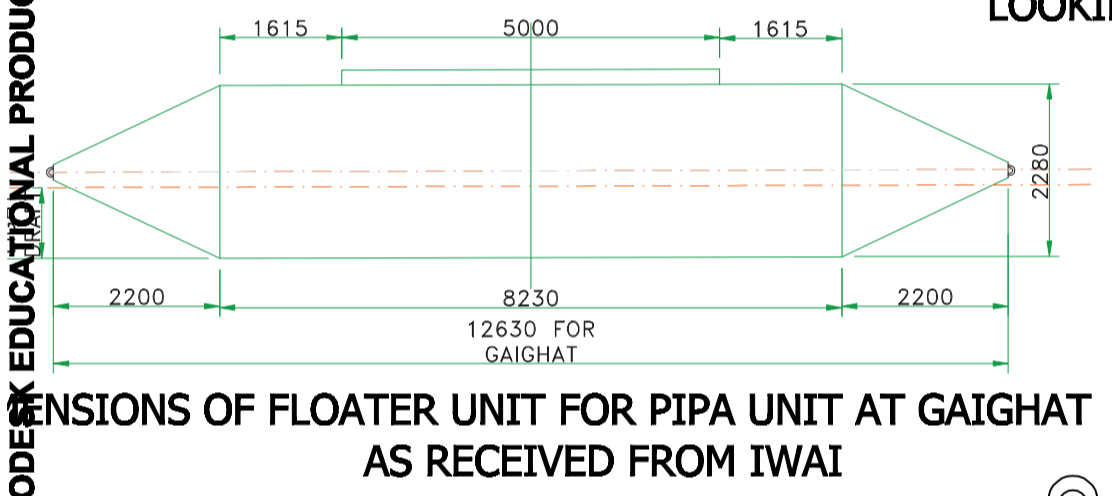 LOOKI
1615
5000
1615
2280
DRAFT
2200
8230
2200
12630 FOR
GAIGHAT
ENSIONS OF FLOATER UNIT FOR PIPA UNIT AT GAIGHAT
AS RECEIVED FROM IWAI
ODESK EDUCATIONAL PRODUC